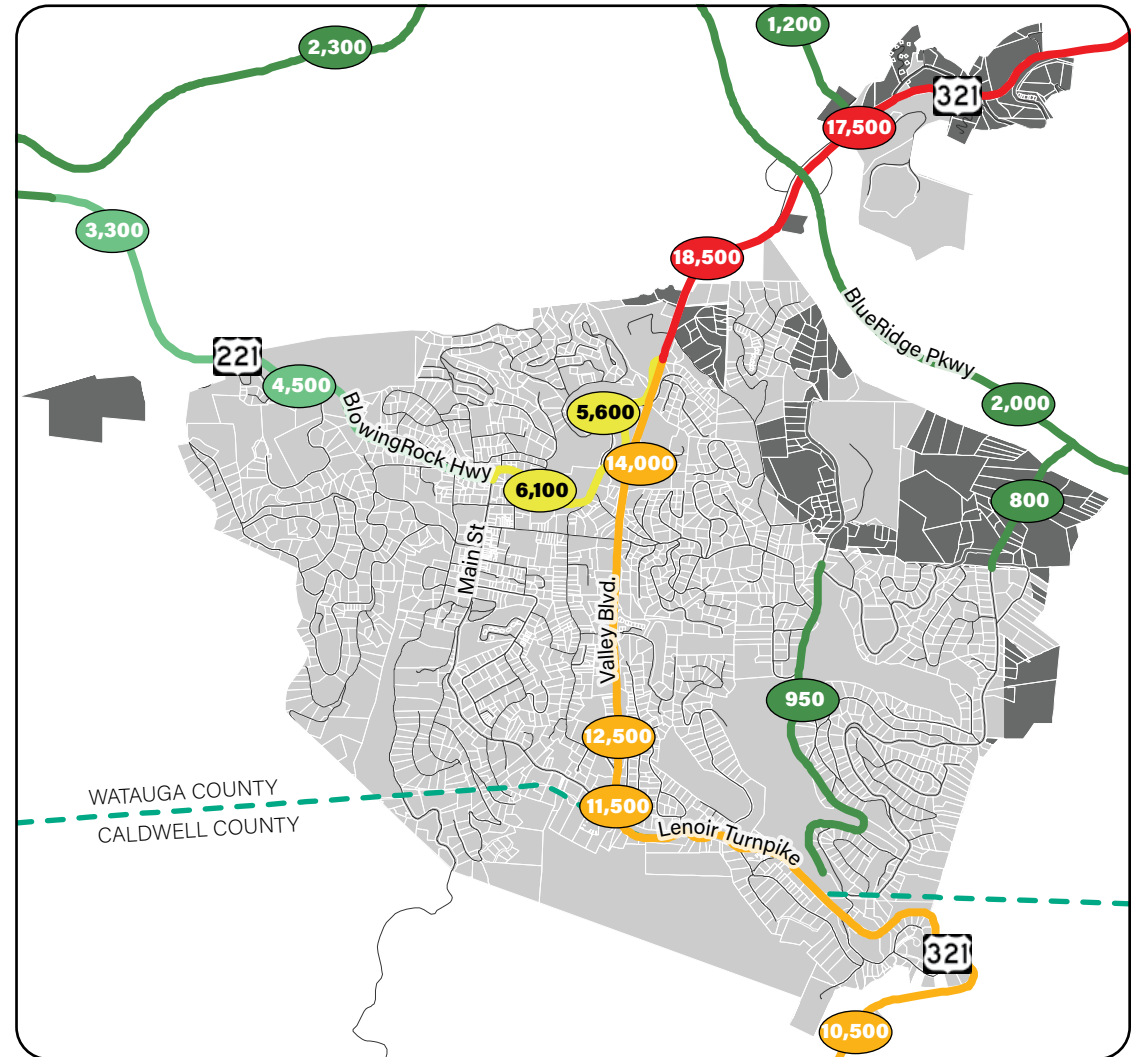 1,200
2,300
321
17,500
3,300
18,500
BlueRidge Pkwy
221
4,500
5,600
2,000
BlowingRock Hwy
14,000
6,100
800
Main St
Valley Blvd.
950
12,500
WATAUGA COUNTY
11,500
CALDWELL COUNTY
Lenoir Turnpike
321
10,500